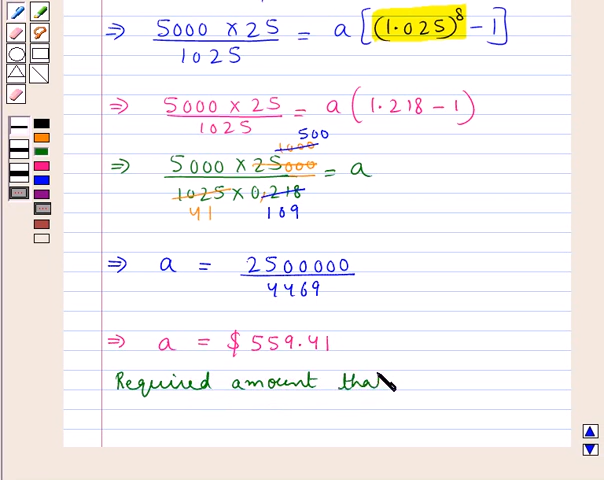 ⇒ 5000 × 25 / 1025 = a [(1.025)^8 - 1]
⇒ 5000 × 25 / 1025 = a (1.218 - 1)
500
1000
⇒ 5000 × 25000 / 1025 × 0.218 = a
41 109
⇒ a = 2500000 / 4469
⇒ a = $ 559.41
Required amount tha